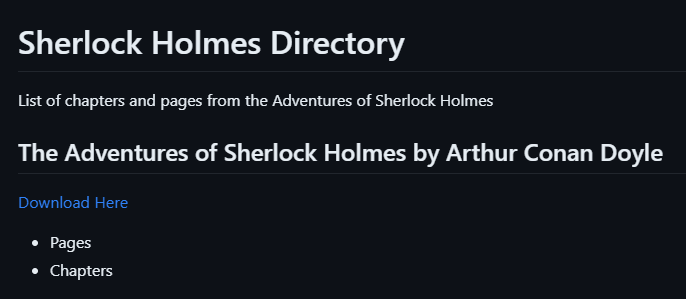 Sherlock Holmes Directory
List of chapters and pages from the Adventures of Sherlock Holmes
The Adventures of Sherlock Holmes by Arthur Conan Doyle
Download Here
• Pages
• Chapters